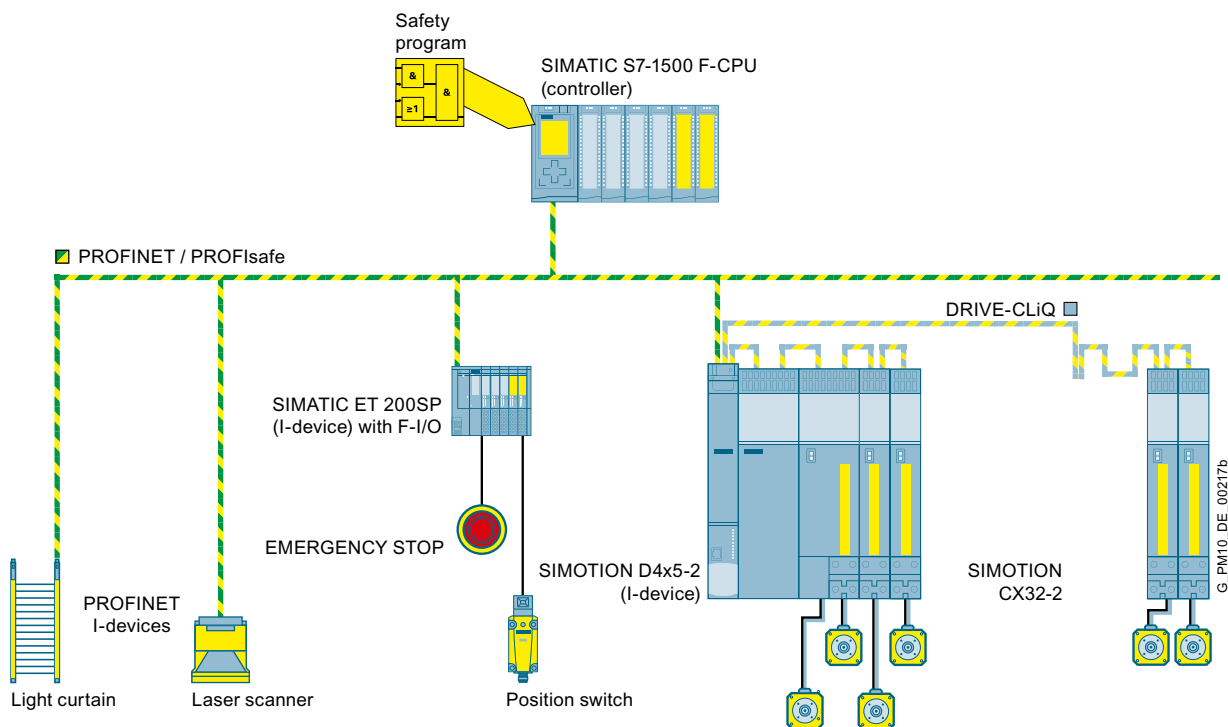 Safety
program
&
≥1
&
SIMATIC S7-1500 F-CPU
(controller)
PROFINET / PROFIsafe
DRIVE-CLiQ
SIMATIC ET 200SP
(I-device) with F-I/O
EMERGENCY STOP
SIMOTION D4x5-2
(I-device)
SIMOTION
CX32-2
PROFINET
I-devices
Light curtain
Laser scanner
Position switch
G_PM10_DE_00217b